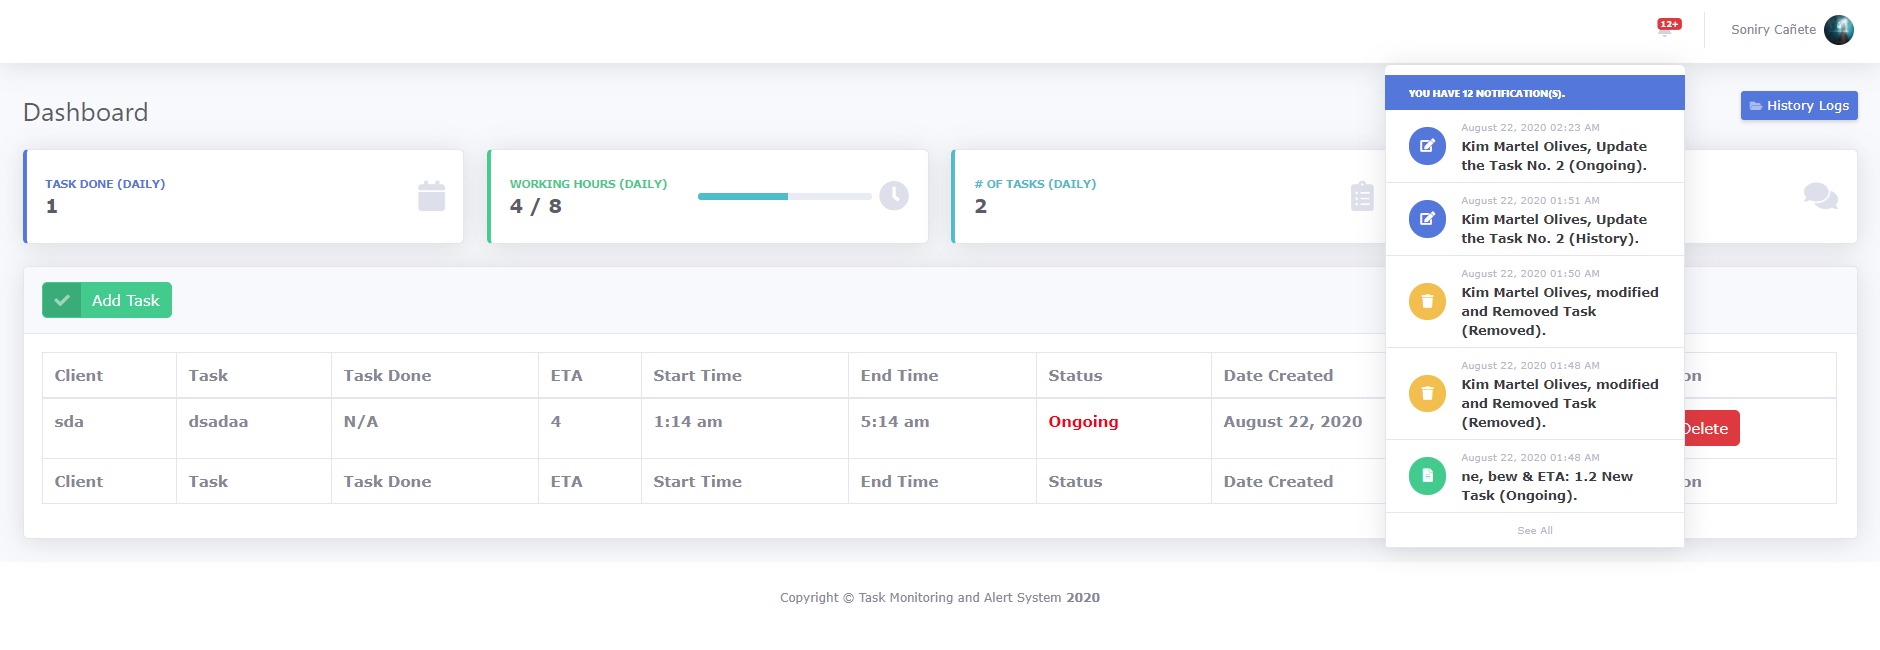 12+
Soniry Cañete
YOU HAVE 12 NOTIFICATION(S).
August 22, 2020 02:23 AM
Kim Martel Olives, Update
the Task No. 2 (Ongoing).
August 22, 2020 01:51 AM
Kim Martel Olives, Update
the Task No. 2 (History).
August 22, 2020 01:50 AM
Kim Martel Olives, modified
and Removed Task
(Removed).
August 22, 2020 01:48 AM
Kim Martel Olives, modified
and Removed Task
(Removed).
August 22, 2020 01:48 AM
ne, bew & ETA: 1.2 New
Task (Ongoing).
See All
Dashboard
History Logs
TASK DONE (DAILY)
1
WORKING HOURS (DAILY)
4 / 8
# OF TASKS (DAILY)
2
Add Task
Client Task Task Done ETA Start Time End Time Status Date Created on
sda dsadaa N/A 4 1:14 am 5:14 am Ongoing August 22, 2020 Delete
Client Task Task Done ETA Start Time End Time Status Date Created on
Copyright © Task Monitoring and Alert System 2020